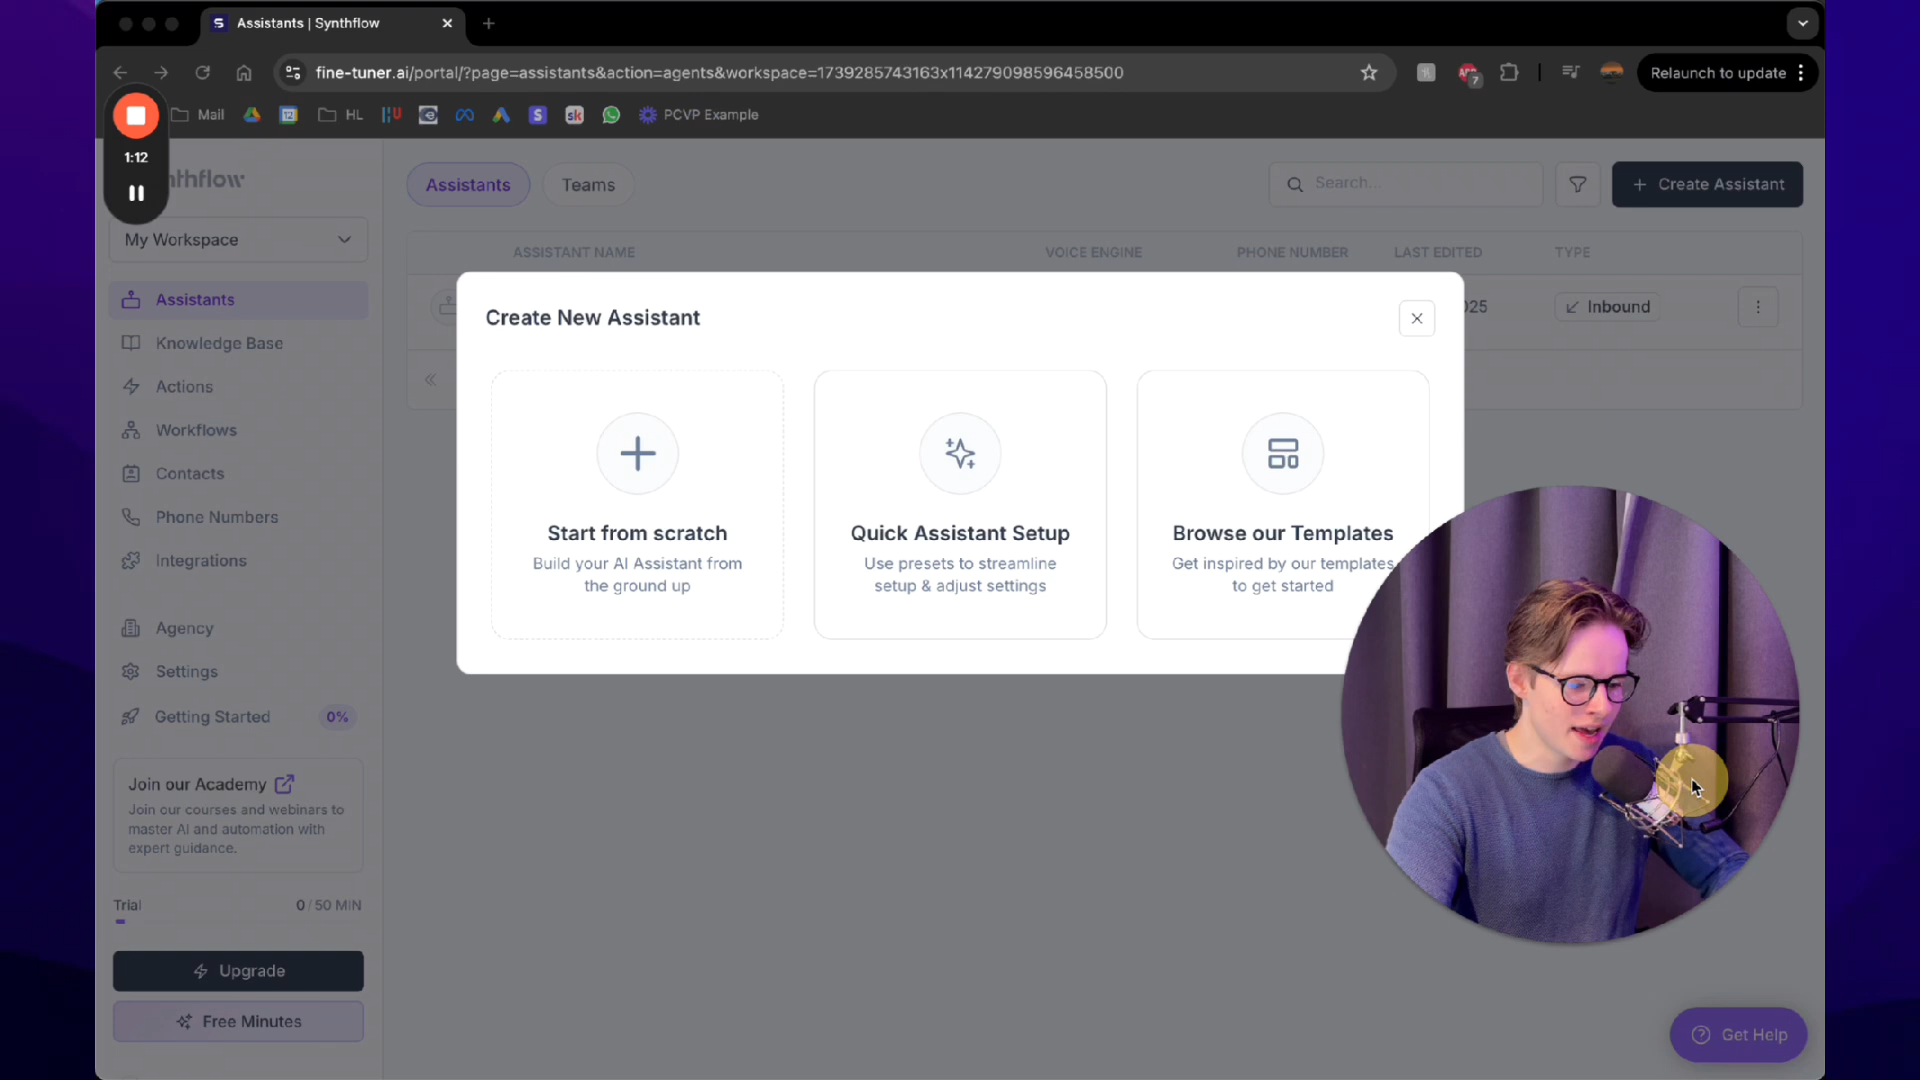 Assistants | Synthflow
fine-tuner.ai/portal/?page=assistants&action=agents&workspace=1739285743163x114279098596458500
7
Relaunch to update
Mail
12
HL
S
sk
PCVP Example
1:12
nthflow
My Workspace
Assistants
Knowledge Base
Actions
Workflows
Contacts
Phone Numbers
Integrations
Agency
Settings
Getting Started 0%
Join our Academy
Join our courses and webinars to
master AI and automation with
expert guidance.
Trial 0 / 50 MIN
Upgrade
Free Minutes
Assistants Teams
Search...
+ Create Assistant
ASSISTANT NAME VOICE ENGINE PHONE NUMBER LAST EDITED TYPE
025 Inbound
Create New Assistant
Start from scratch
Build your AI Assistant from
the ground up
Quick Assistant Setup
Use presets to streamline
setup & adjust settings
Browse our Templates
Get inspired by our templates
to get started
Get Help